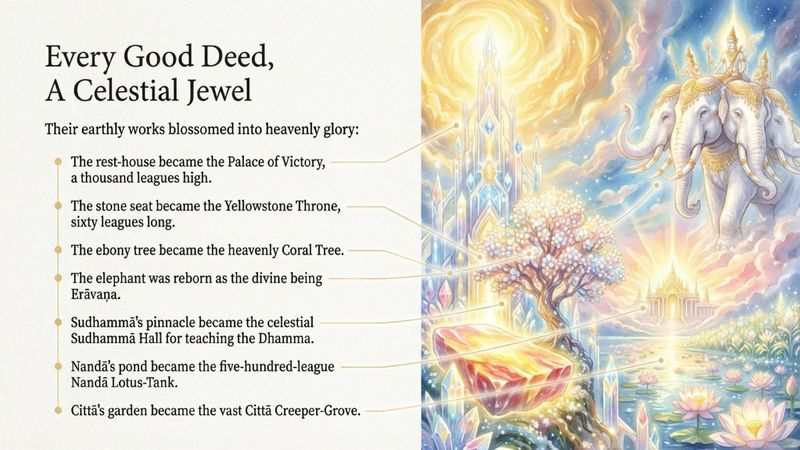 Every Good Deed,
A Celestial Jewel
Their earthly works blossomed into heavenly glory:
The rest-house became the Palace of Victory,
a thousand leagues high.
The stone seat became the Yellowstone Throne,
sixty leagues long.
The ebony tree became the heavenly Coral Tree.
The elephant was reborn as the divine being
Erāvaṇa.
Sudhammā's pinnacle became the celestial
Sudhammā Hall for teaching the Dhamma.
Nandā's pond became the five-hundred-league
Nandā Lotus-Tank.
Cittā's garden became the vast Cittā Creeper-Grove.